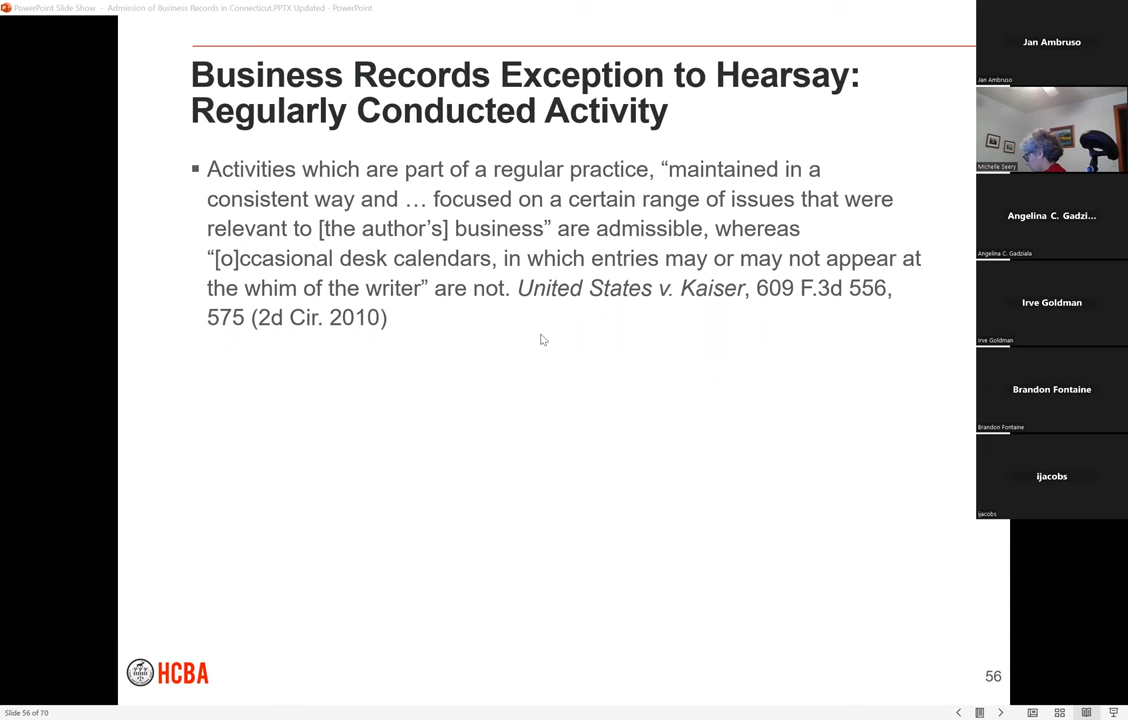 PowerPoint Slide Show - Admission of Business Records in Connecticut.PPTX Updated - PowerPoint
Business Records Exception to Hearsay:
Regularly Conducted Activity
▪ Activities which are part of a regular practice, “maintained in a
consistent way and … focused on a certain range of issues that were
relevant to [the author’s] business” are admissible, whereas
“[o]ccasional desk calendars, in which entries may or may not appear at
the whim of the writer” are not. United States v. Kaiser, 609 F.3d 556,
575 (2d Cir. 2010)
HCBA
56
Slide 56 of 70
Jan Ambruso
Jan Ambruso
Michelle Seery
Angelina C. Gadzi...
Angelina C. Gadziala
Irve Goldman
Irve Goldman
Brandon Fontaine
Brandon Fontaine
ijacobs
ijacobs